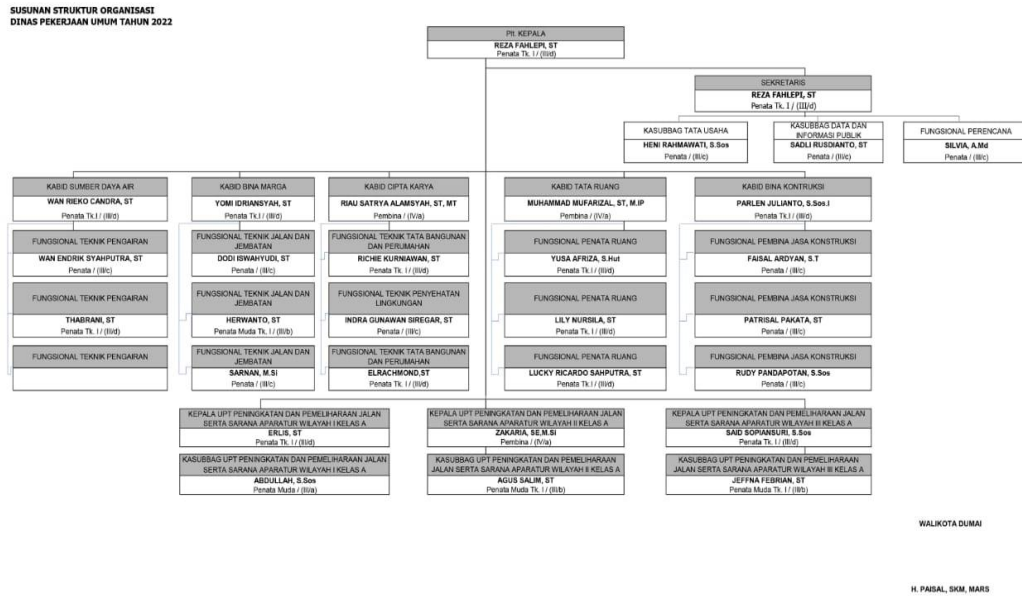 SUSUNAN STRUKTUR ORGANISASI
DINAS PEKERJAAN UMUM TAHUN 2022
Plt. KEPALA
REZA FAHLEPI, ST
Penata Tk. I / (III/d)
SEKRETARIS
REZA FAHLEPI, ST
Penata Tk. I / (III/d)
KASUBBAG TATA USAHA
HENI RAHMAWATI, S.Sos
Penata / (III/c)
KASUBBAG DATA DAN
INFORMASI PUBLIK
SADLI RUSDIANTO, ST
Penata / (III/c)
FUNGSIONAL PERENCANA
SILVIA, A.Md
Penata / (III/c)
KABID SUMBER DAYA AIR
WAN RIEKO CANDRA, ST
Penata Tk.I / (III/d)
FUNGSIONAL TEKNIK PENGAIRAN
WAN ENDRIK SYAHPUTRA, ST
Penata / (III/c)
FUNGSIONAL TEKNIK PENGAIRAN
THABRANI, ST
Penata Tk. I / (III/d)
FUNGSIONAL TEKNIK PENGAIRAN
KABID BINA MARGA
YOMI IDRIANSYAH, ST
Penata Tk.I / (III/d)
FUNGSIONAL TEKNIK JALAN DAN
JEMBATAN
DODI ISWAHYUDI, ST
Penata / (III/c)
FUNGSIONAL TEKNIK JALAN DAN
JEMBATAN
HERWANTO, ST
Penata Muda Tk. I / (III/b)
FUNGSIONAL TEKNIK JALAN DAN
JEMBATAN
SARNAN, M.Si
Penata / (III/c)
KABID CIPTA KARYA
RIAU SATRYA ALAMSYAH, ST, MT
Pembina / (IV/a)
FUNGSIONAL TEKNIK TATA BANGUNAN
DAN PERUMAHAN
RICHIE KURNIAWAN, ST
Penata Tk.I / (III/d)
FUNGSIONAL TEKNIK PENYEHATAN
LINGKUNGAN
INDRA GUNAWAN SIREGAR, ST
Penata / (III/c)
FUNGSIONAL TEKNIK TATA BANGUNAN
DAN PERUMAHAN
ELRACHMOND,ST
Penata Tk.I / (III/d)
KABID TATA RUANG
MUHAMMAD MUFARIZAL, ST, M.IP
Pembina / (IV/a)
FUNGSIONAL PENATA RUANG
YUSA AFRIZA, S.Hut
Penata Tk.I / (III/d)
FUNGSIONAL PENATA RUANG
LILY NURSILA, ST
Penata Tk.I / (III/d)
FUNGSIONAL PENATA RUANG
LUCKY RICARDO SAHPUTRA, ST
Penata Tk.I / (III/d)
KABID BINA KONTRUKSI
PARLEN JULIANTO, S.Sos.I
Penata Tk.I / (III/d)
FUNGSIONAL PEMBINA JASA KONSTRUKSI
FAISAL ARDYAN, S.T
Penata / (III/c)
FUNGSIONAL PEMBINA JASA KONSTRUKSI
PATRISAL PAKATA, ST
Penata / (III/c)
FUNGSIONAL PEMBINA JASA KONSTRUKSI
RUDY PANDAPOTAN, S.Sos
Penata / (III/c)
KEPALA UPT PENINGKATAN DAN PEMELIHARAAN JALAN
SERTA SARANA APARATUR WILAYAH I KELAS A
ERLIS, ST
Penata Tk. I / (III/d)
KASUBBAG UPT PENINGKATAN DAN PEMELIHARAAN JALAN
SERTA SARANA APARATUR WILAYAH I KELAS A
ABDULLAH, S.Sos
Penata Muda / (III/a)
KEPALA UPT PENINGKATAN DAN PEMELIHARAAN JALAN
SERTA SARANA APARATUR WILAYAH II KELAS A
ZAKARIA, SE,M.Si
Pembina / (IV/a)
KASUBBAG UPT PENINGKATAN DAN PEMELIHARAAN
JALAN SERTA SARANA APARATUR WILAYAH II KELAS A
AGUS SALIM, ST
Penata Muda Tk. I / (III/b)
KEPALA UPT PENINGKATAN DAN PEMELIHARAAN JALAN
SERTA SARANA APARATUR WILAYAH III KELAS A
SAID SOPIANSURI, S.Sos
Penata Tk. I / (III/d)
KASUBBAG UPT PENINGKATAN DAN PEMELIHARAAN
JALAN SERTA SARANA APARATUR WILAYAH III KELAS A
JEFFNA FEBRIAN, ST
Penata Muda Tk. I / (III/b)
WALIKOTA DUMAI
H. PAISAL, SKM, MARS